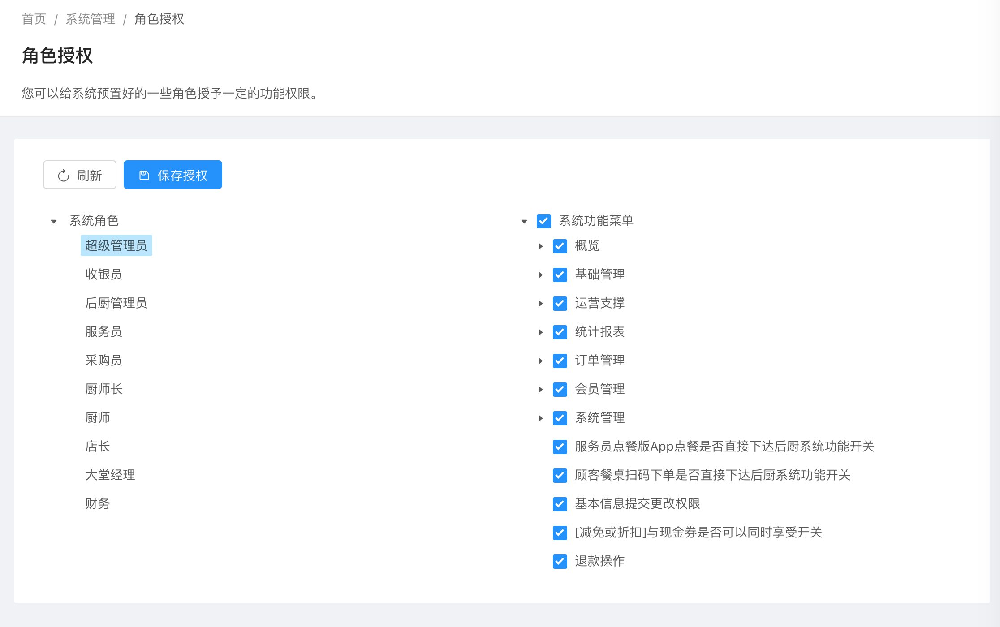 首页 / 系统管理 / 角色授权
角色授权
您可以给系统预置好的一些角色授予一定的功能权限。
刷新
保存授权
系统角色
超级管理员
收银员
后厨管理员
服务员
采购员
厨师长
厨师
店长
大堂经理
财务
系统功能菜单
概览
基础管理
运营支撑
统计报表
订单管理
会员管理
系统管理
服务员点餐版App点餐是否直接下达后厨系统功能开关
顾客餐桌扫码下单是否直接下达后厨系统功能开关
基本信息提交更改权限
[减免或折扣]与现金券是否可以同时享受开关
退款操作